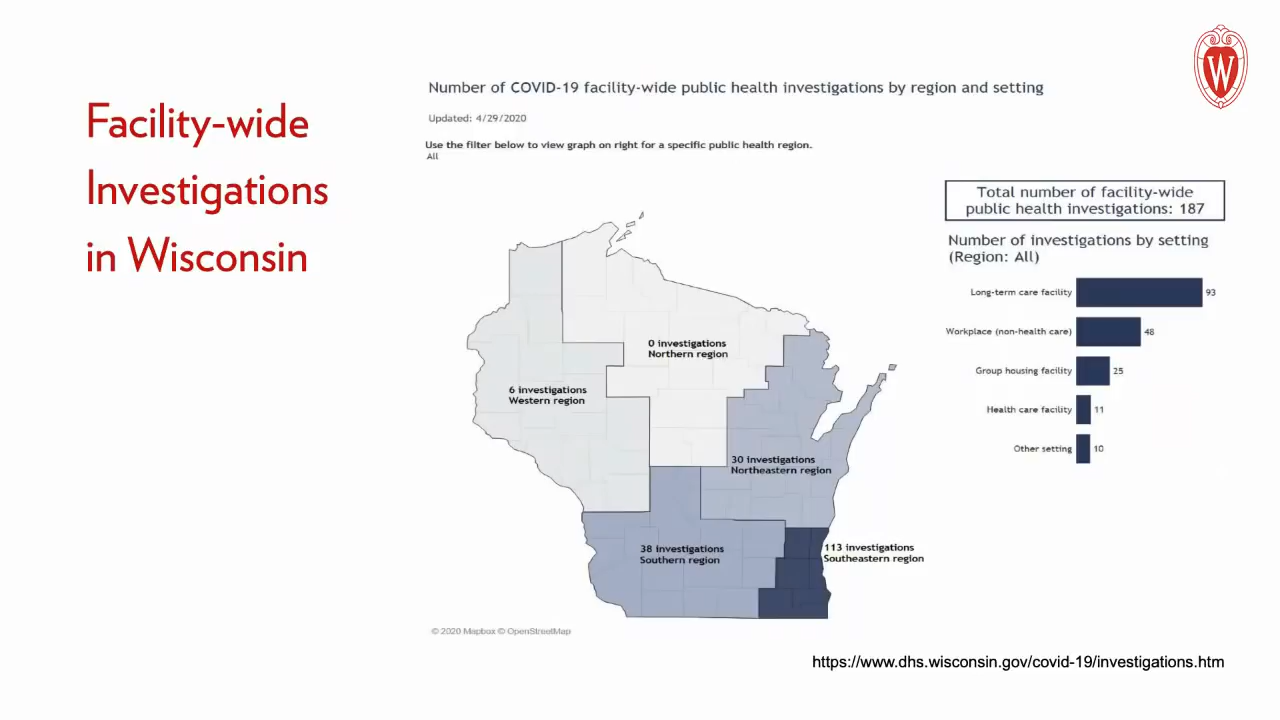 Facility-wide
Investigations
in Wisconsin
W
Number of COVID-19 facility-wide public health investigations by region and setting
Updated: 4/29/2020
Use the filter below to view graph on right for a specific public health region.
All
Total number of facility-wide
public health investigations: 187
Number of investigations by setting
(Region: All)
Long-term care facility 93
Workplace (non-health care) 48
Group housing facility 25
Health care facility 11
Other setting 10
0 investigations
Northern region
6 investigations
Western region
30 investigations
Northeastern region
38 investigations
Southern region
113 investigations
Southeastern region
© 2020 Mapbox © OpenStreetMap
https://www.dhs.wisconsin.gov/covid-19/investigations.htm